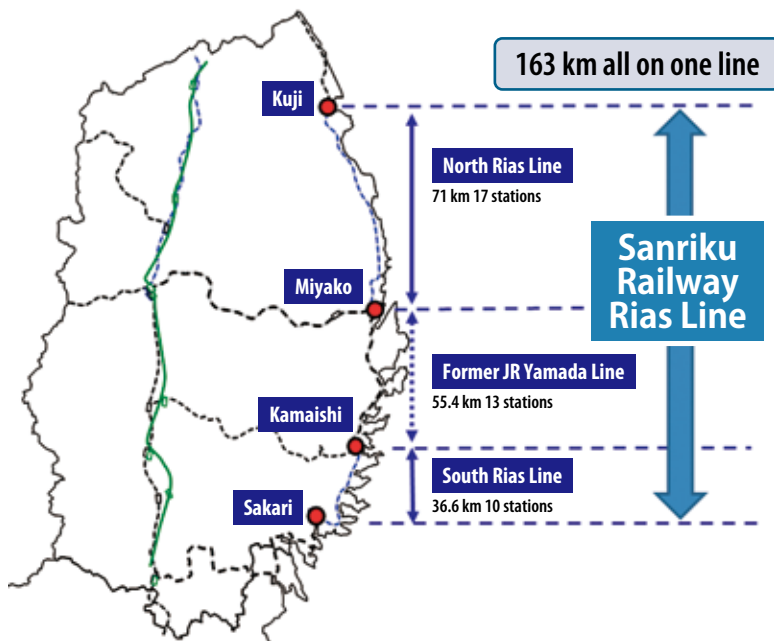 163 km all on one line
Kuji
North Rias Line
71 km 17 stations
Sanriku
Railway
Rias Line
Miyako
Former JR Yamada Line
55.4 km 13 stations
Kamaishi
South Rias Line
36.6 km 10 stations
Sakari